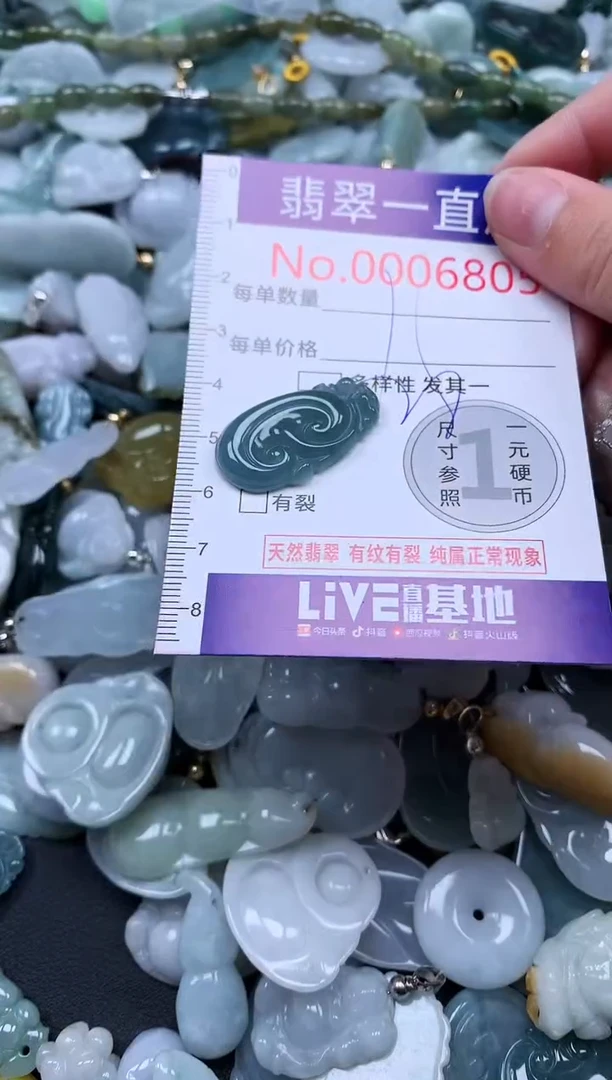 0
翡翠一直
1
No.0006805
2
每单数量
3
每单价格
4
多样性 发其一
5
尺寸参照
1
一元硬币
6
有裂
7
天然翡翠 有纹有裂 纯属正常现象
8
LiVE直播基地
今日头条 抖音 西瓜视频 抖音火山版